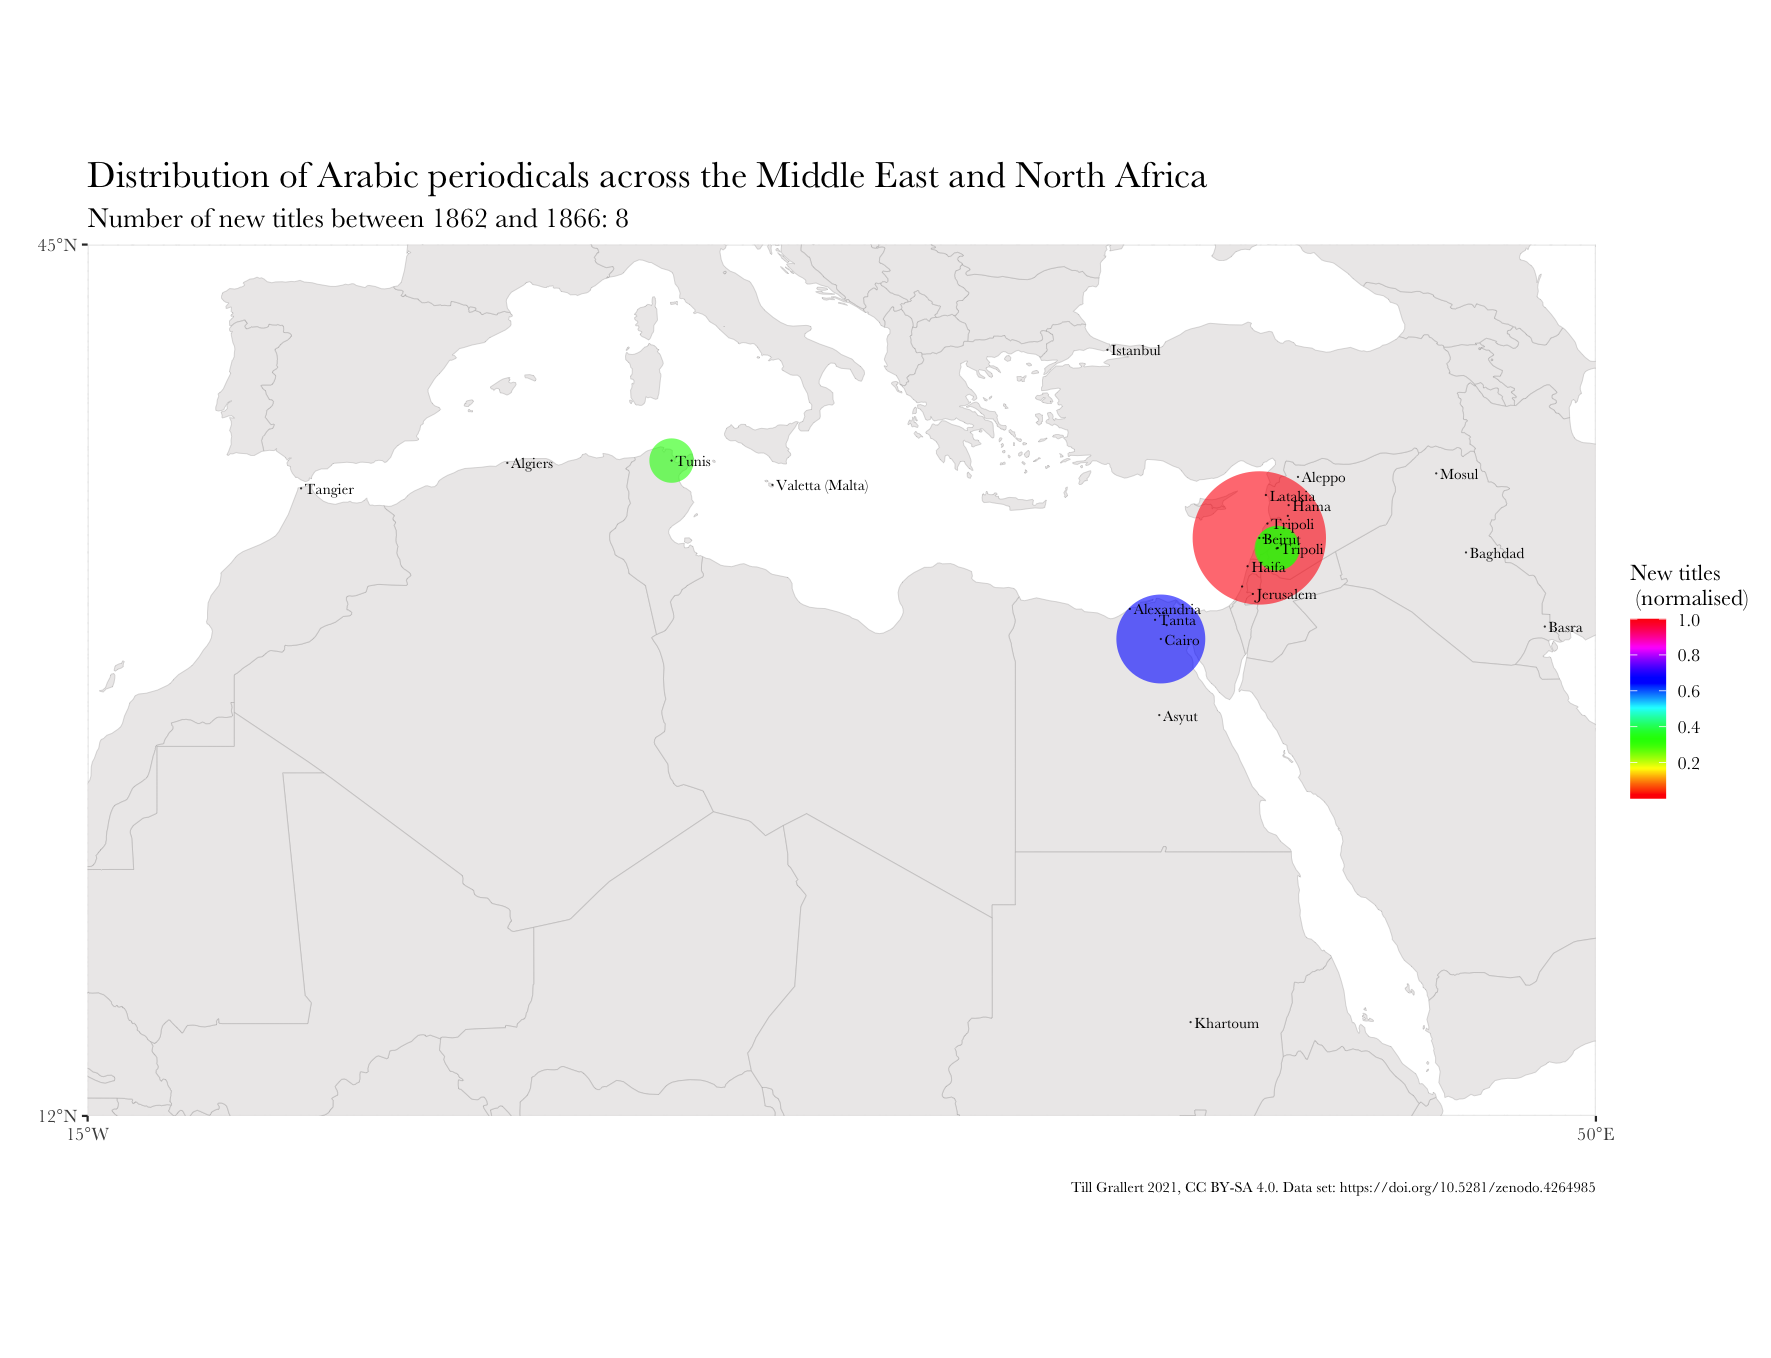 Distribution of Arabic periodicals across the Middle East and North Africa
Number of new titles between 1862 and 1866: 8
45°N
Istanbul
Algiers
Tunis
Tangier
Valetta (Malta)
Aleppo
Mosul
Latakia
Hama
Tripoli
Beirut
Tripoli
Baghdad
Haifa
Jerusalem
Alexandria
Tanta
Cairo
Basra
Asyut
Khartoum
New titles
(normalised)
1.0
0.8
0.6
0.4
0.2
12°N
15°W
50°E
Till Grallert 2021, CC BY-SA 4.0. Data set: https://doi.org/10.5281/zenodo.4264985